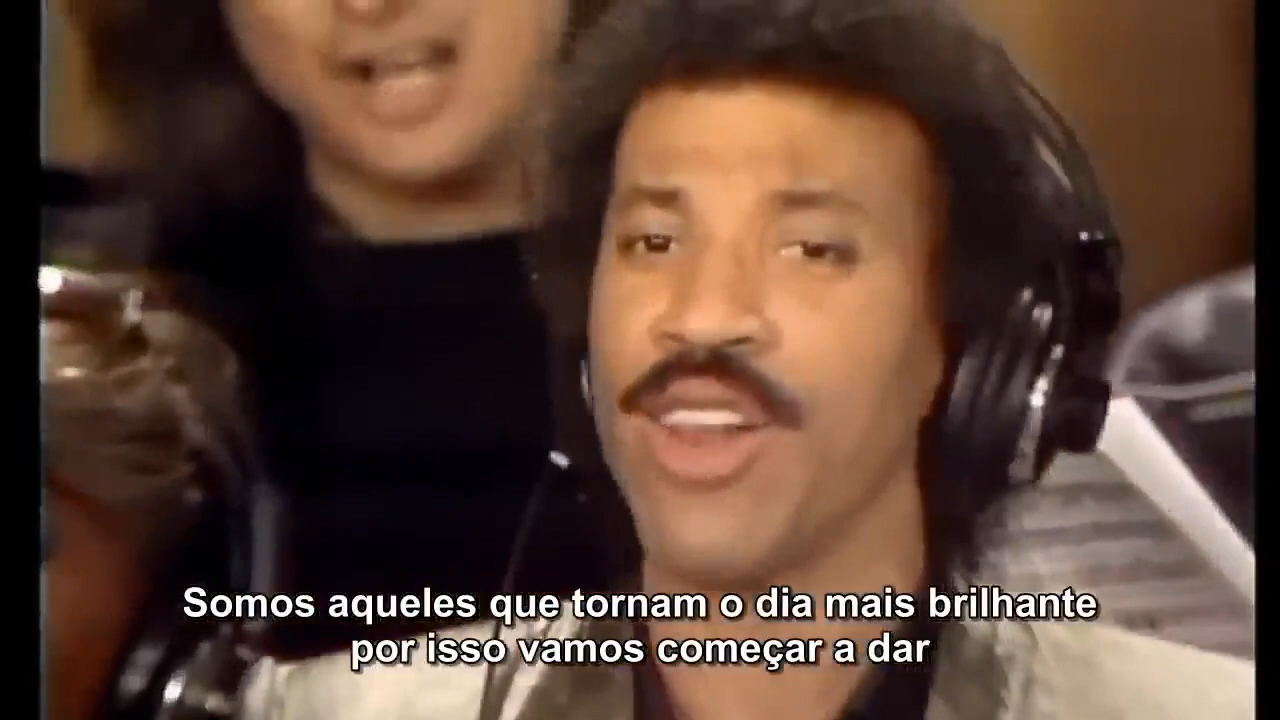 Somos aqueles que tornam o dia mais brilhante
por isso vamos começar a dar